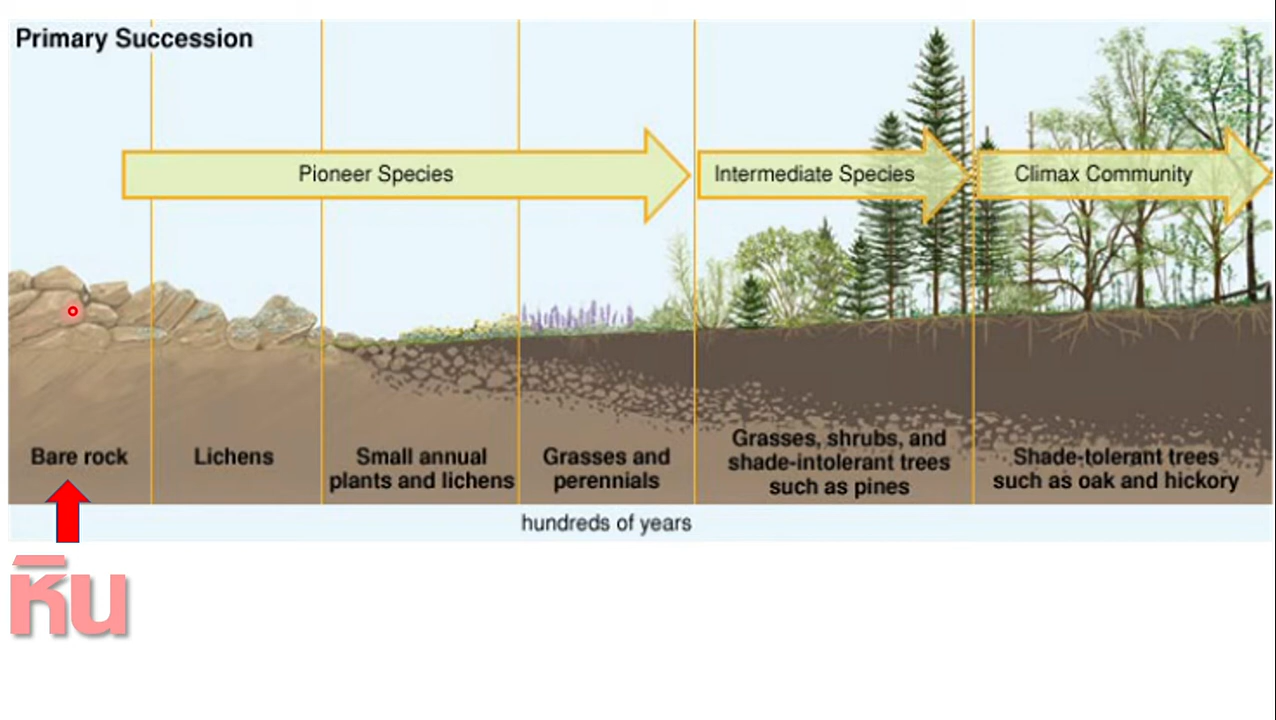 Primary Succession
Pioneer Species
Intermediate Species
Climax Community
Bare rock
Lichens
Small annual
plants and lichens
Grasses and
perennials
Grasses, shrubs, and
shade-intolerant trees
such as pines
Shade-tolerant trees
such as oak and hickory
hundreds of years
หิน